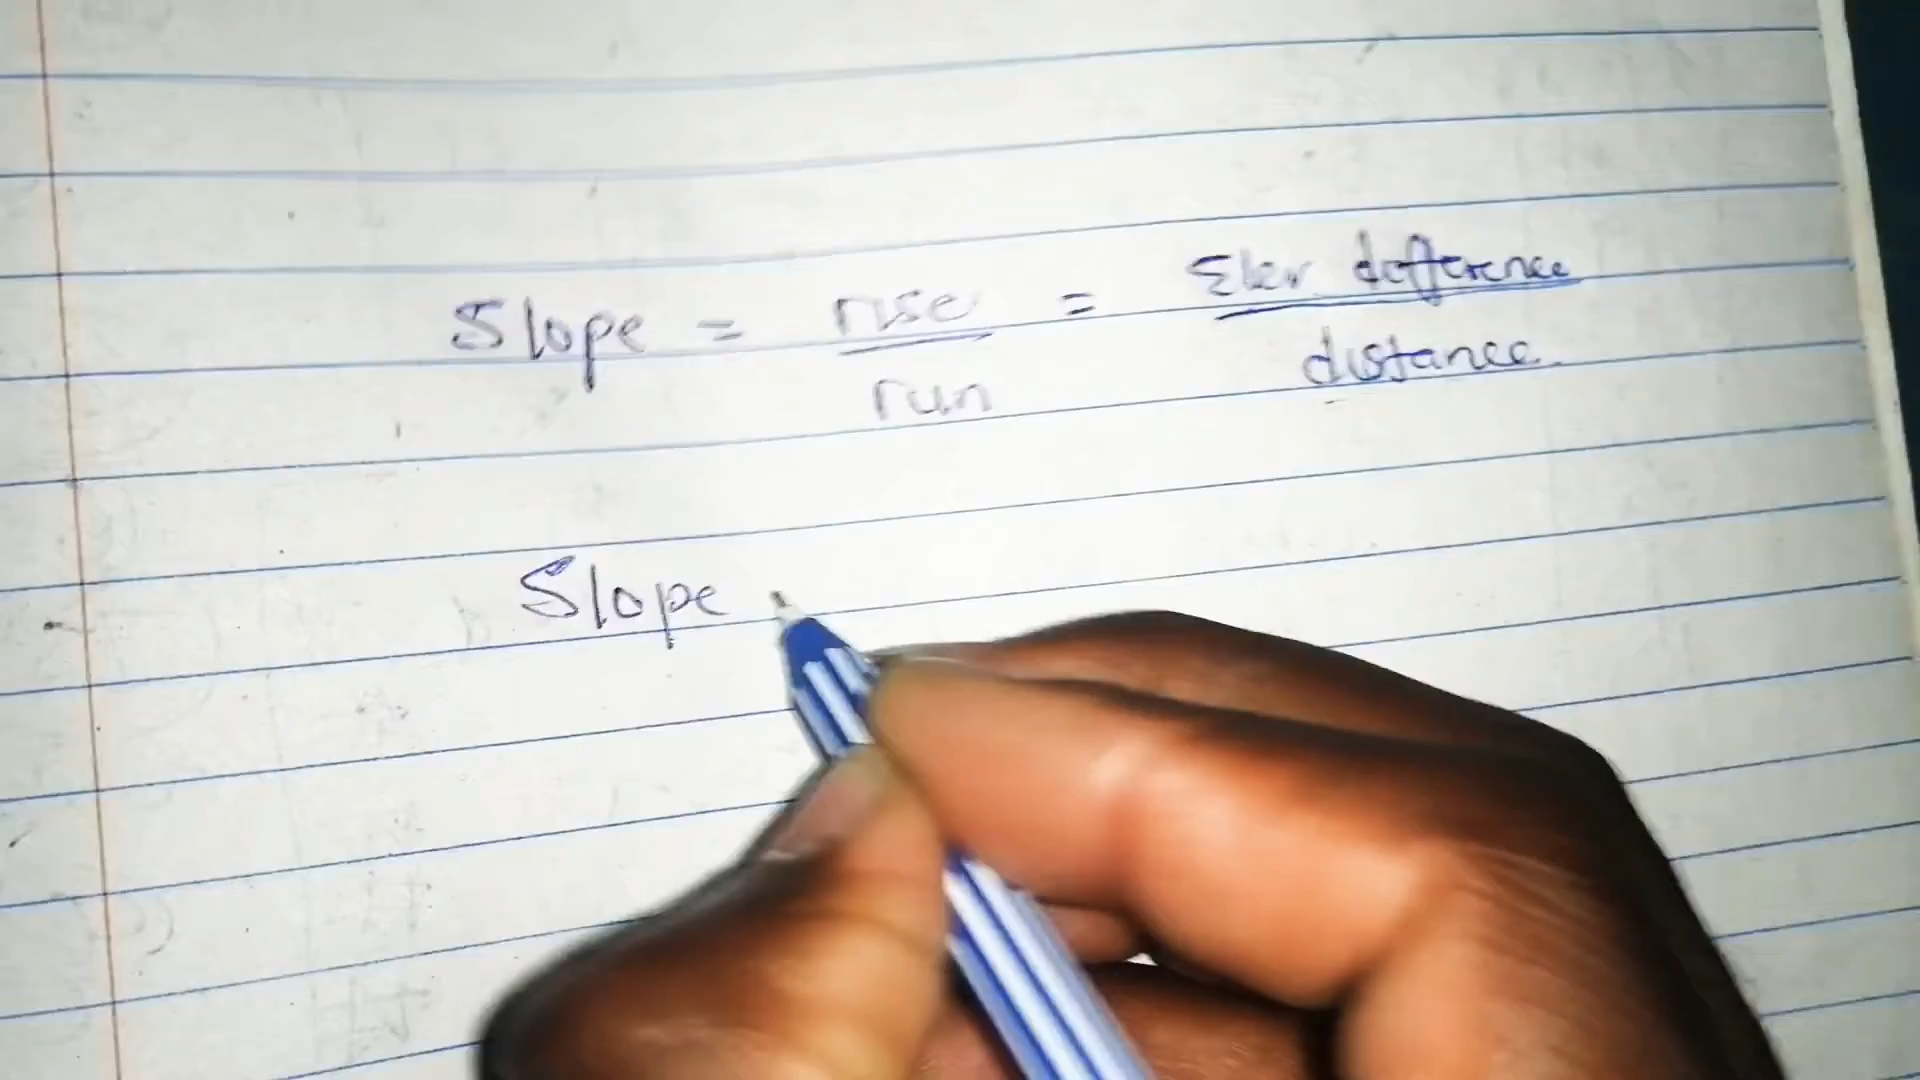 Slope = rise / run = Elev. difference / distance.
Slope